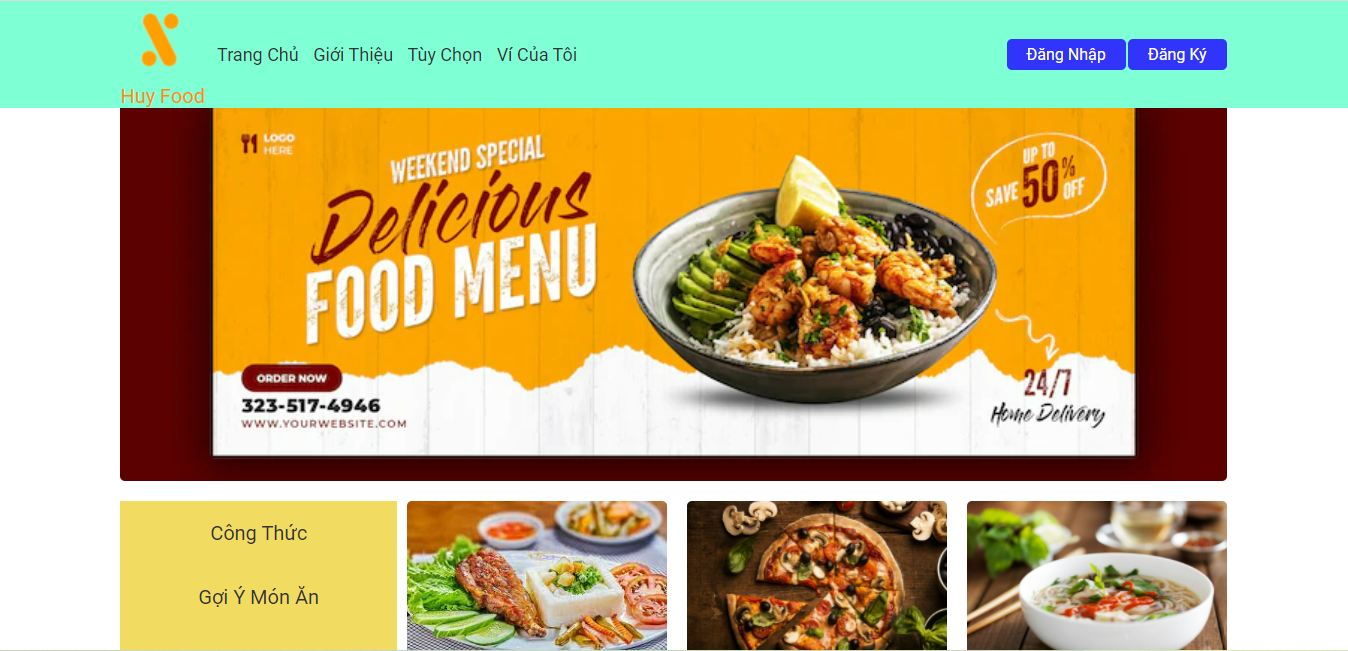 Huy Food
Trang Chủ Giới Thiệu Tùy Chọn Ví Của Tôi
Đăng Nhập Đăng Ký
LOGO
HERE
WEEKEND SPECIAL
Delicious
FOOD MENU
UP TO
SAVE 50% OFF
ORDER NOW
323-517-4946
WWW.YOURWEBSITE.COM
24/7
Home Delivery
Công Thức
Gợi Ý Món Ăn